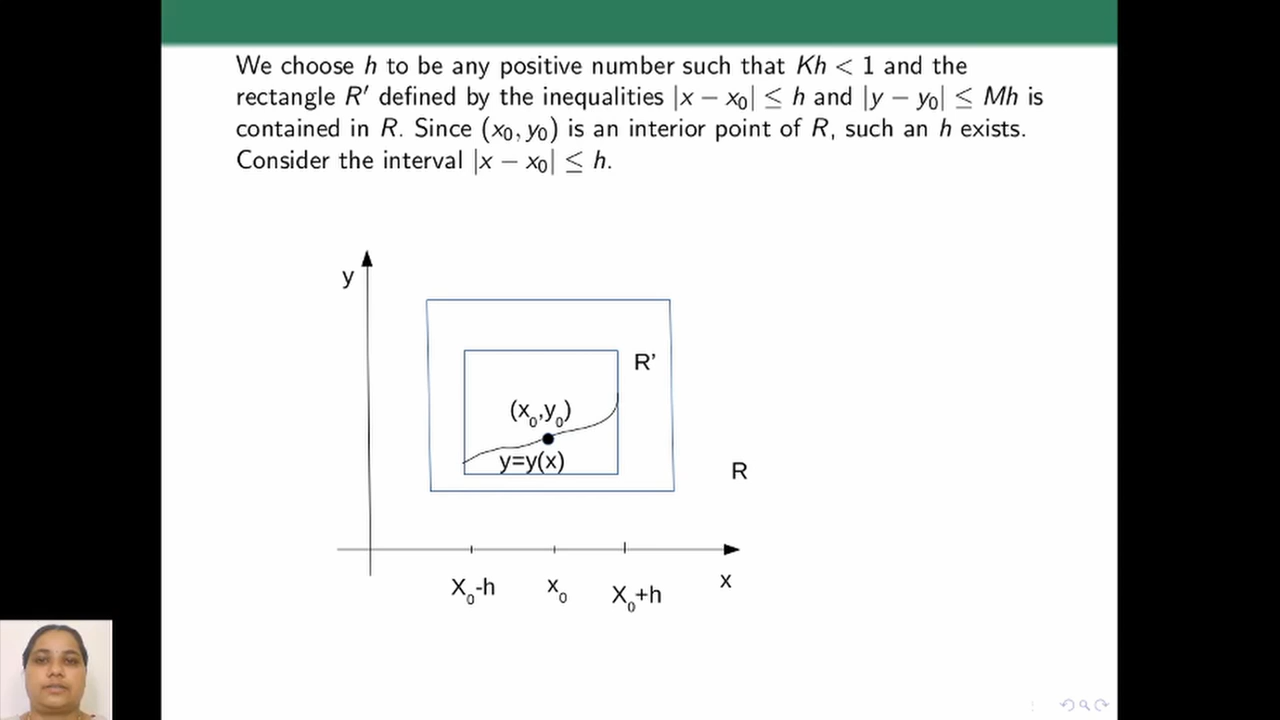 We choose h to be any positive number such that Kh < 1 and the
rectangle R′ defined by the inequalities |x − x₀| ≤ h and |y − y₀| ≤ Mh is
contained in R. Since (x₀, y₀) is an interior point of R, such an h exists.
Consider the interval |x − x₀| ≤ h.
y
R’
(x₀,y₀)
y=y(x)
R
X₀-h
x₀
X₀+h
x